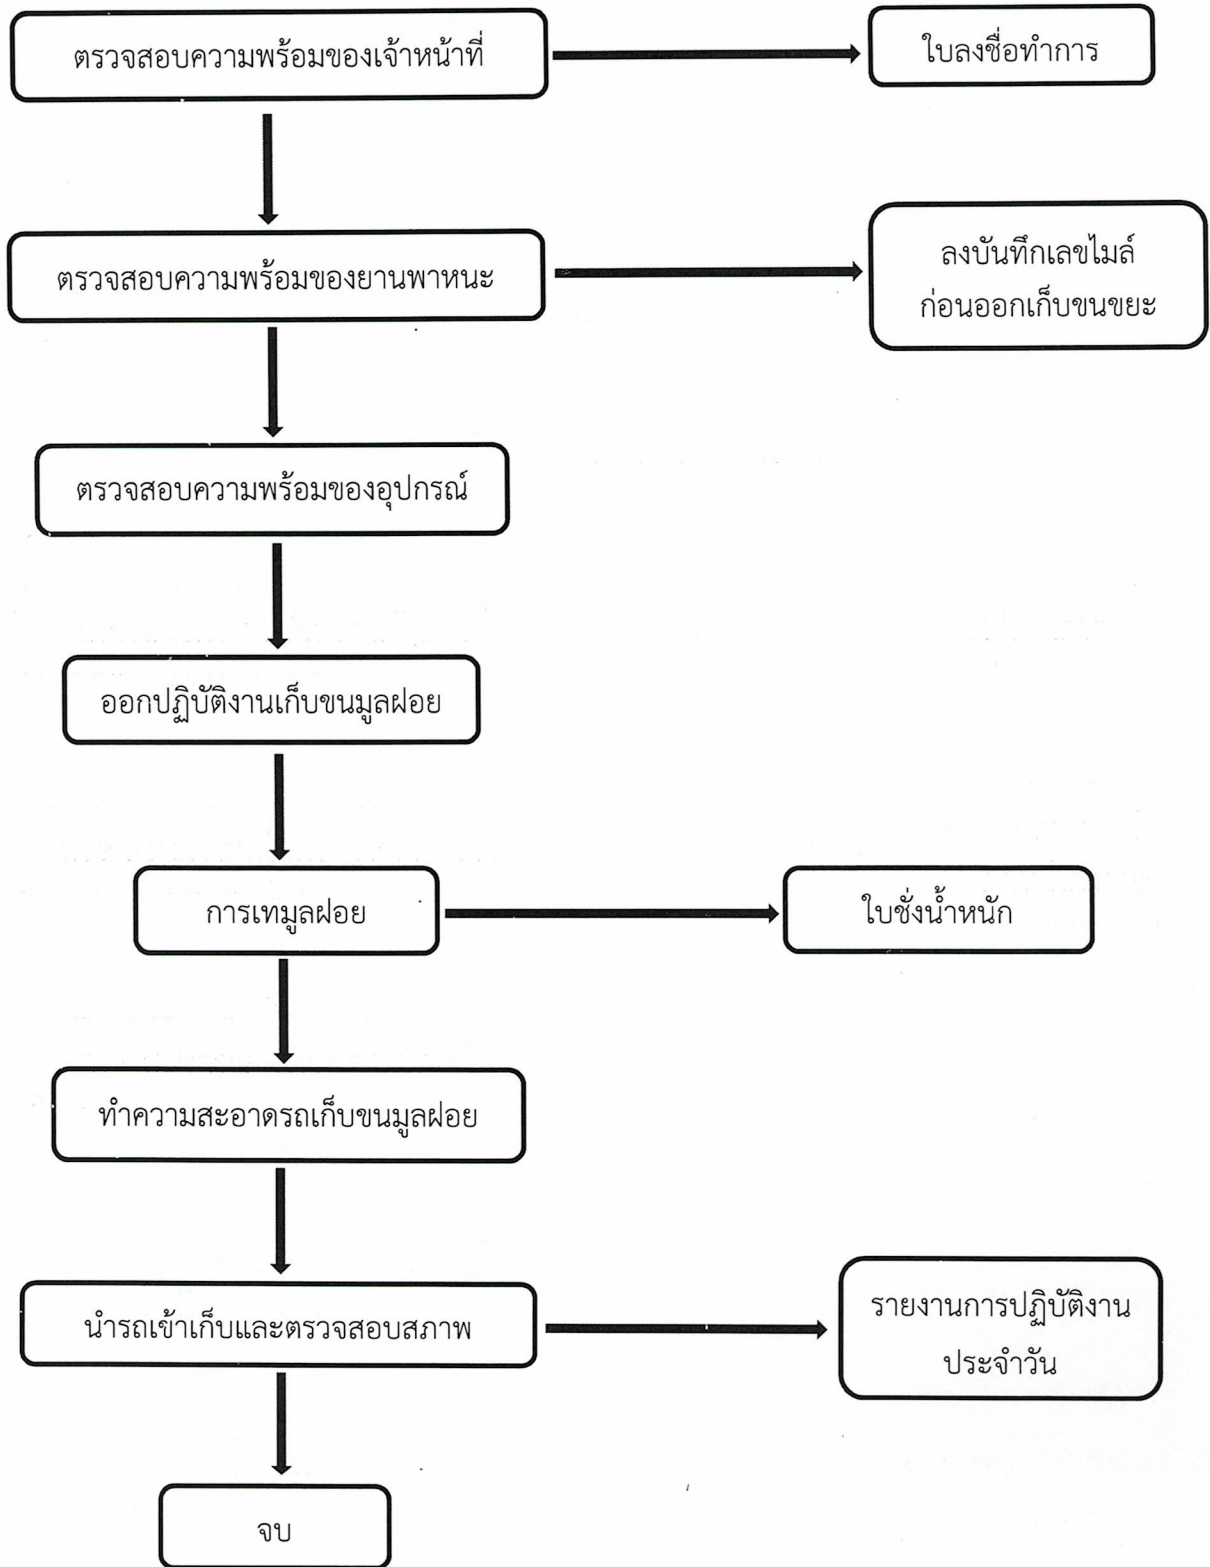 ตรวจสอบความพร้อมของเจ้าหน้าที่
ใบลงชื่อทำการ
ตรวจสอบความพร้อมของยานพาหนะ
ลงบันทึกเลขไมล์
ก่อนออกเก็บขนขยะ
ตรวจสอบความพร้อมของอุปกรณ์
ออกปฏิบัติงานเก็บขนมูลฝอย
การเทมูลฝอย
ใบชั่งน้ำหนัก
ทำความสะอาดรถเก็บขนมูลฝอย
นำรถเข้าเก็บและตรวจสอบสภาพ
รายงานการปฏิบัติงาน
ประจำวัน
จบ